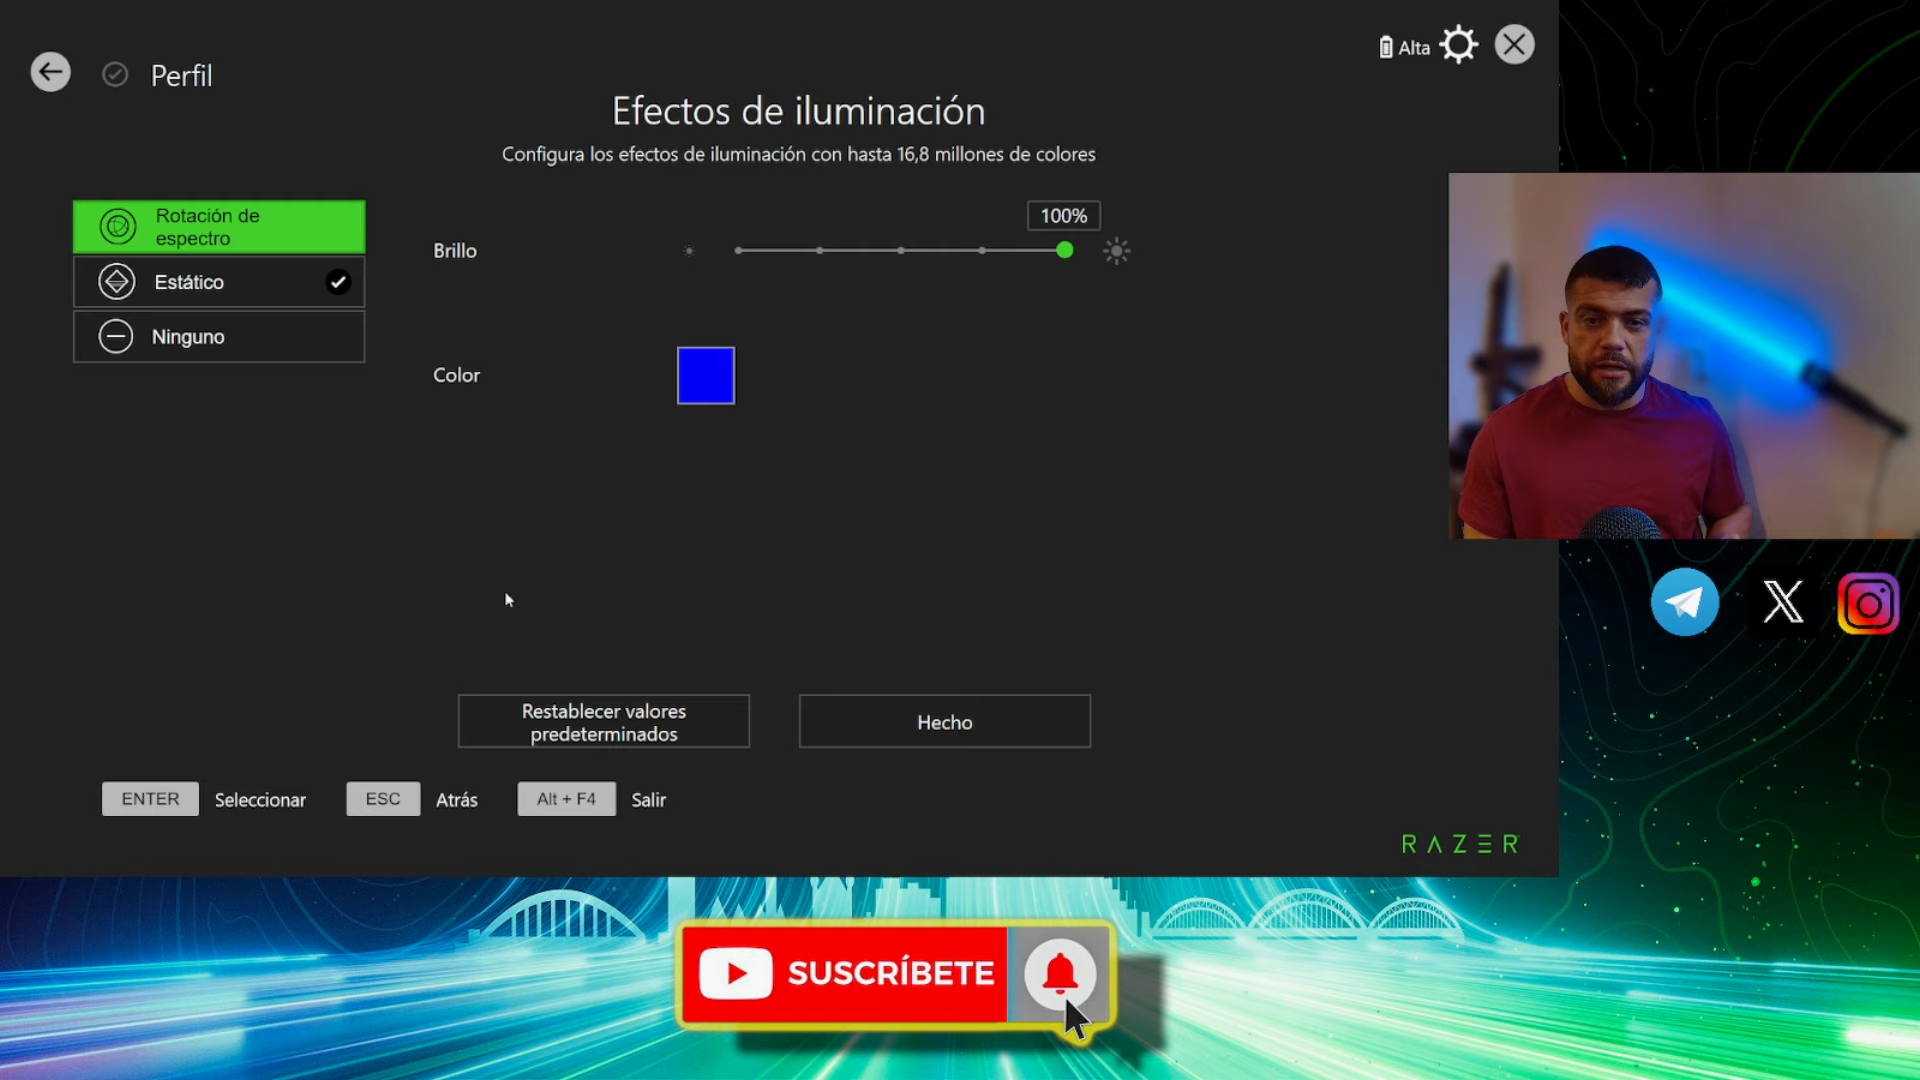 Perfil
Alta
Efectos de iluminación
Configura los efectos de iluminación con hasta 16,8 millones de colores
Rotación de
espectro
Estático
Ninguno
Brillo
100%
Color
Restablecer valores
predeterminados
Hecho
ENTER
Seleccionar
ESC
Atrás
Alt + F4
Salir
RAZER
SUSCRÍBETE